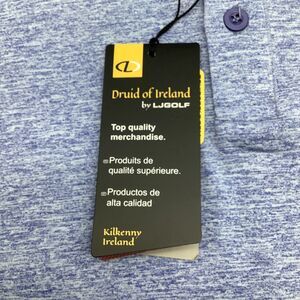 Druid of Ireland
by LJGOLF
Top quality
merchandise.
Produits de
qualité supérieure.
Productos de
alta calidad
Kilkenny
Ireland